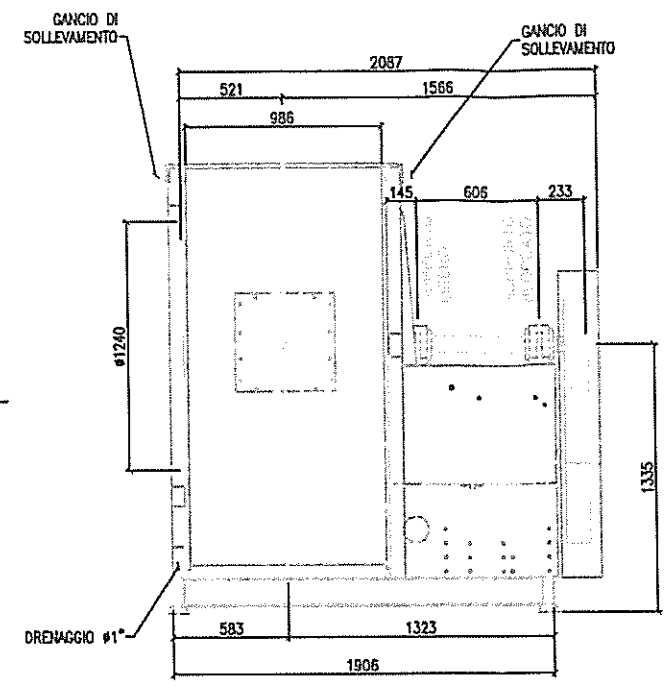 GANCIO DI
SOLLEVAMENTO
GANCIO DI
SOLLEVAMENTO
2087
521
1566
986
145
606
233
ø1240
1335
DRENAGGIO ø1"
583
1323
1906